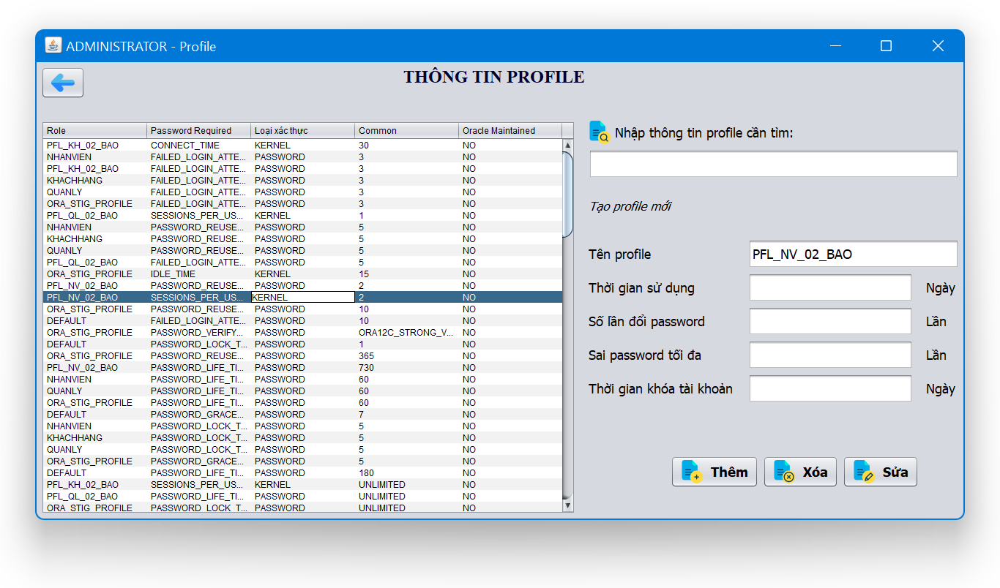 ADMINISTRATOR - Profile
THÔNG TIN PROFILE
Role Password Required Loại xác thực Common Oracle Maintained
PFL_KH_02_BAO CONNECT_TIME KERNEL 30 NO
NHANVIEN FAILED_LOGIN_ATTE... PASSWORD 3 NO
PFL_KH_02_BAO FAILED_LOGIN_ATTE... PASSWORD 3 NO
KHACHHANG FAILED_LOGIN_ATTE... PASSWORD 3 NO
QUANLY FAILED_LOGIN_ATTE... PASSWORD 3 NO
ORA_STIG_PROFILE FAILED_LOGIN_ATTE... PASSWORD 3 NO
PFL_QL_02_BAO SESSIONS_PER_US... KERNEL 1 NO
NHANVIEN PASSWORD_REUSE... PASSWORD 5 NO
KHACHHANG PASSWORD_REUSE... PASSWORD 5 NO
QUANLY PASSWORD_REUSE... PASSWORD 5 NO
PFL_QL_02_BAO FAILED_LOGIN_ATTE... PASSWORD 5 NO
ORA_STIG_PROFILE IDLE_TIME KERNEL 15 NO
PFL_NV_02_BAO PASSWORD_REUSE... PASSWORD 2 NO
PFL_NV_02_BAO SESSIONS_PER_US... KERNEL 2 NO
ORA_STIG_PROFILE PASSWORD_REUSE... PASSWORD 10 NO
DEFAULT FAILED_LOGIN_ATTE... PASSWORD 10 NO
ORA_STIG_PROFILE PASSWORD_VERIFY... PASSWORD ORA12C_STRONG_V... NO
DEFAULT PASSWORD_LOCK_T... PASSWORD 1 NO
ORA_STIG_PROFILE PASSWORD_REUSE... PASSWORD 365 NO
PFL_NV_02_BAO PASSWORD_LIFE_TI... PASSWORD 730 NO
NHANVIEN PASSWORD_LIFE_TI... PASSWORD 60 NO
QUANLY PASSWORD_LIFE_TI... PASSWORD 60 NO
ORA_STIG_PROFILE PASSWORD_LIFE_TI... PASSWORD 60 NO
DEFAULT PASSWORD_GRACE... PASSWORD 7 NO
NHANVIEN PASSWORD_LOCK_T... PASSWORD 5 NO
KHACHHANG PASSWORD_LOCK_T... PASSWORD 5 NO
QUANLY PASSWORD_LOCK_T... PASSWORD 5 NO
ORA_STIG_PROFILE PASSWORD_GRACE... PASSWORD 5 NO
DEFAULT PASSWORD_LIFE_TI... PASSWORD 180 NO
PFL_KH_02_BAO SESSIONS_PER_US... KERNEL UNLIMITED NO
PFL_QL_02_BAO PASSWORD_REUSE... PASSWORD UNLIMITED NO
ORA_STIG_PROFILE PASSWORD_LOCK_T... PASSWORD UNLIMITED NO
Nhập thông tin profile cần tìm:
Tạo profile mới
Tên profile PFL_NV_02_BAO
Thời gian sử dụng Ngày
Số lần đổi password Lần
Sai password tối đa Lần
Thời gian khóa tài khoản Ngày
Thêm Xóa Sửa